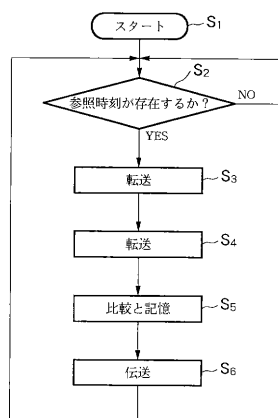 スタート S1
S2
参照時刻が存在するか? NO
YES
転送 S3
転送 S4
比較と記憶 S5
伝送 S6